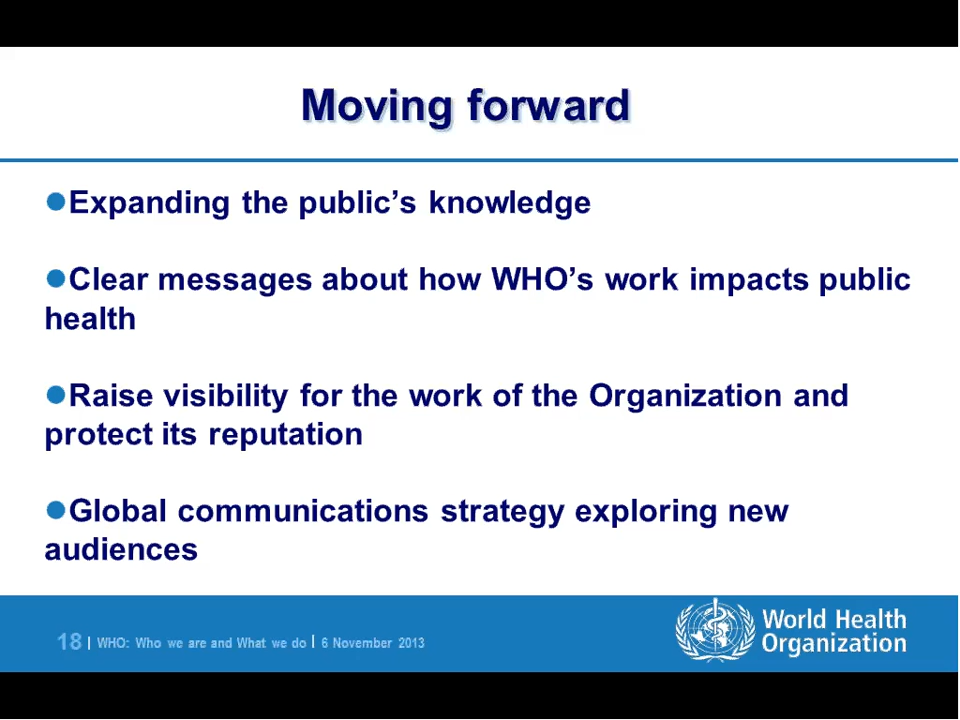 Moving forward
●Expanding the public’s knowledge
●Clear messages about how WHO’s work impacts public
health
●Raise visibility for the work of the Organization and
protect its reputation
●Global communications strategy exploring new
audiences
18 | WHO: Who we are and What we do | 6 November 2013
World Health
Organization